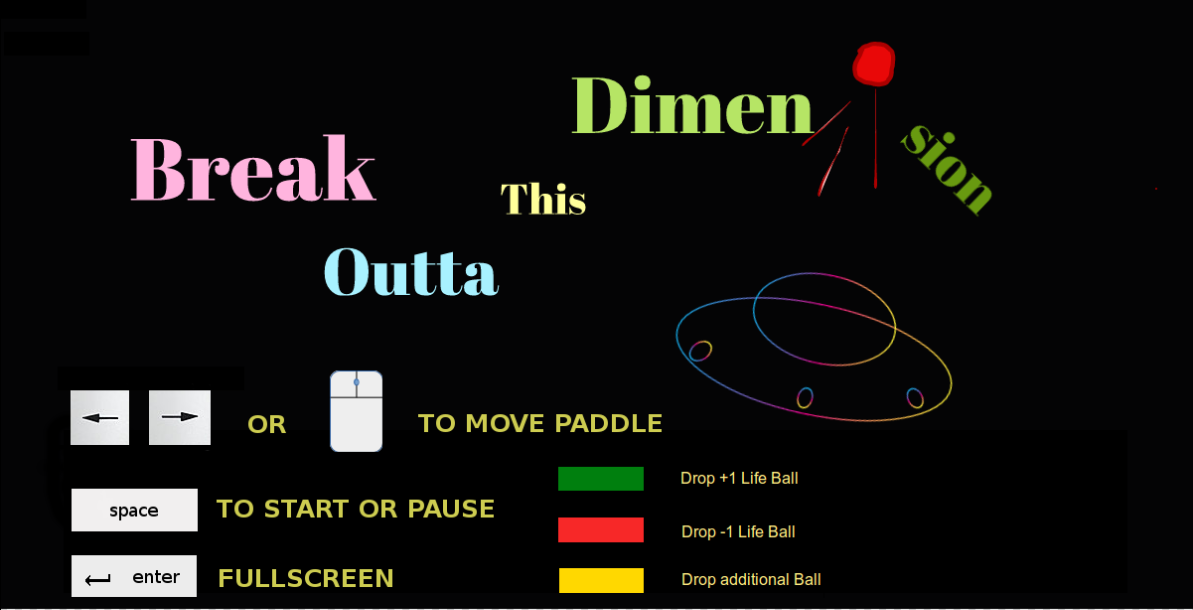 Break
Outta
This
Dimen
sion
OR
TO MOVE PADDLE
space
TO START OR PAUSE
enter
FULLSCREEN
Drop +1 Life Ball
Drop -1 Life Ball
Drop additional Ball